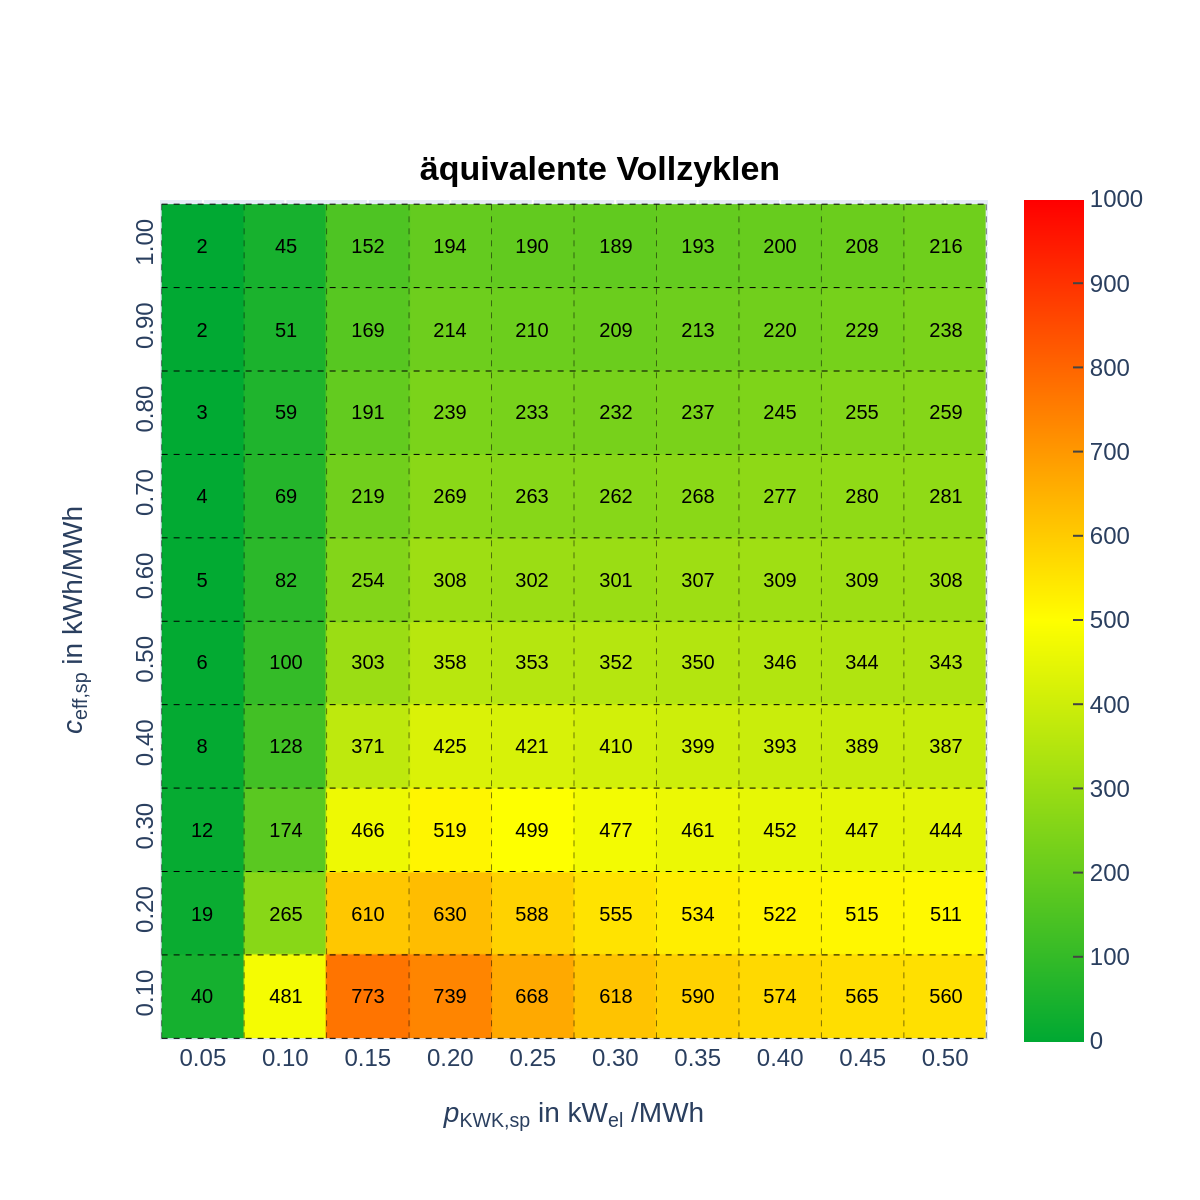 äquivalente Vollzyklen
1.00 2 45 152 194 190 189 193 200 208 216
0.90 2 51 169 214 210 209 213 220 229 238
0.80 3 59 191 239 233 232 237 245 255 259
0.70 4 69 219 269 263 262 268 277 280 281
0.60 5 82 254 308 302 301 307 309 309 308
0.50 6 100 303 358 353 352 350 346 344 343
0.40 8 128 371 425 421 410 399 393 389 387
0.30 12 174 466 519 499 477 461 452 447 444
0.20 19 265 610 630 588 555 534 522 515 511
0.10 40 481 773 739 668 618 590 574 565 560
0.05 0.10 0.15 0.20 0.25 0.30 0.35 0.40 0.45 0.50
p KWK,sp in kW el /MWh
c eff,sp in kWh/MWh
1000
900
800
700
600
500
400
300
200
100
0